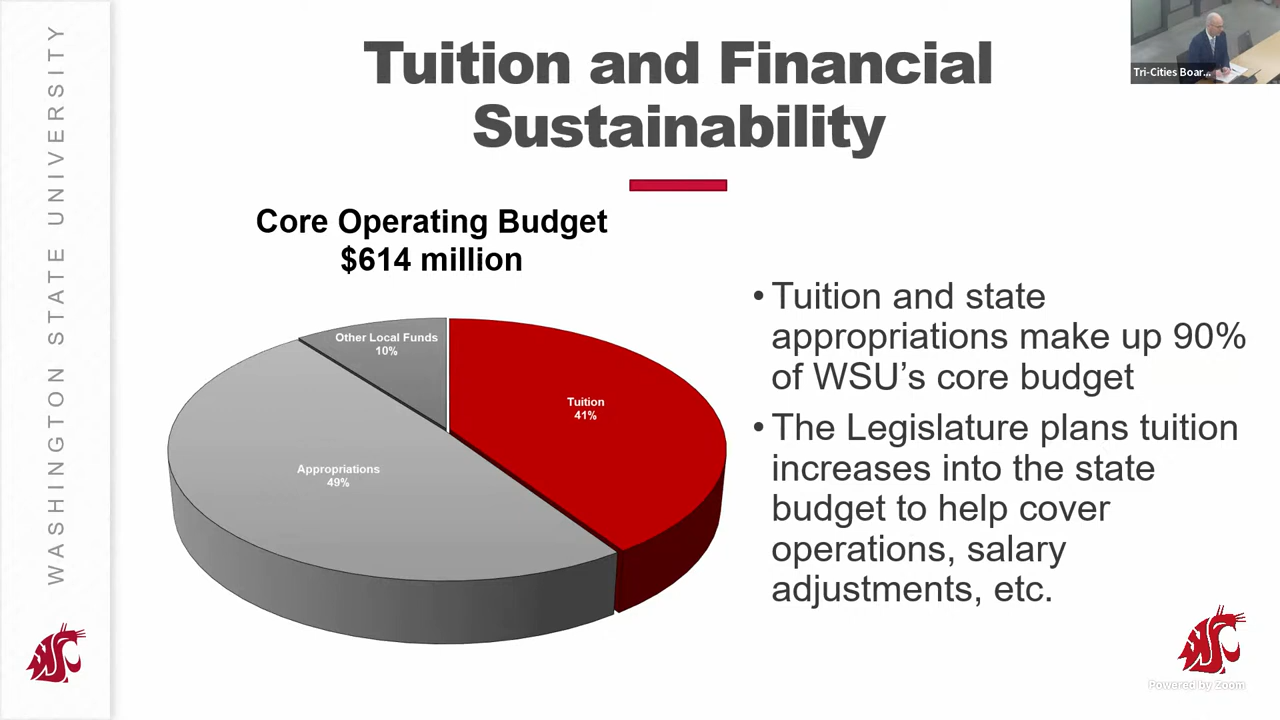 WASHINGTON STATE UNIVERSITY
Tuition and Financial
Sustainability
Tri-Cities Boar...
Core Operating Budget
$614 million
Other Local Funds
10%
Tuition
41%
Appropriations
49%
• Tuition and state
appropriations make up 90%
of WSU’s core budget
• The Legislature plans tuition
increases into the state
budget to help cover
operations, salary
adjustments, etc.
Powered by Zoom